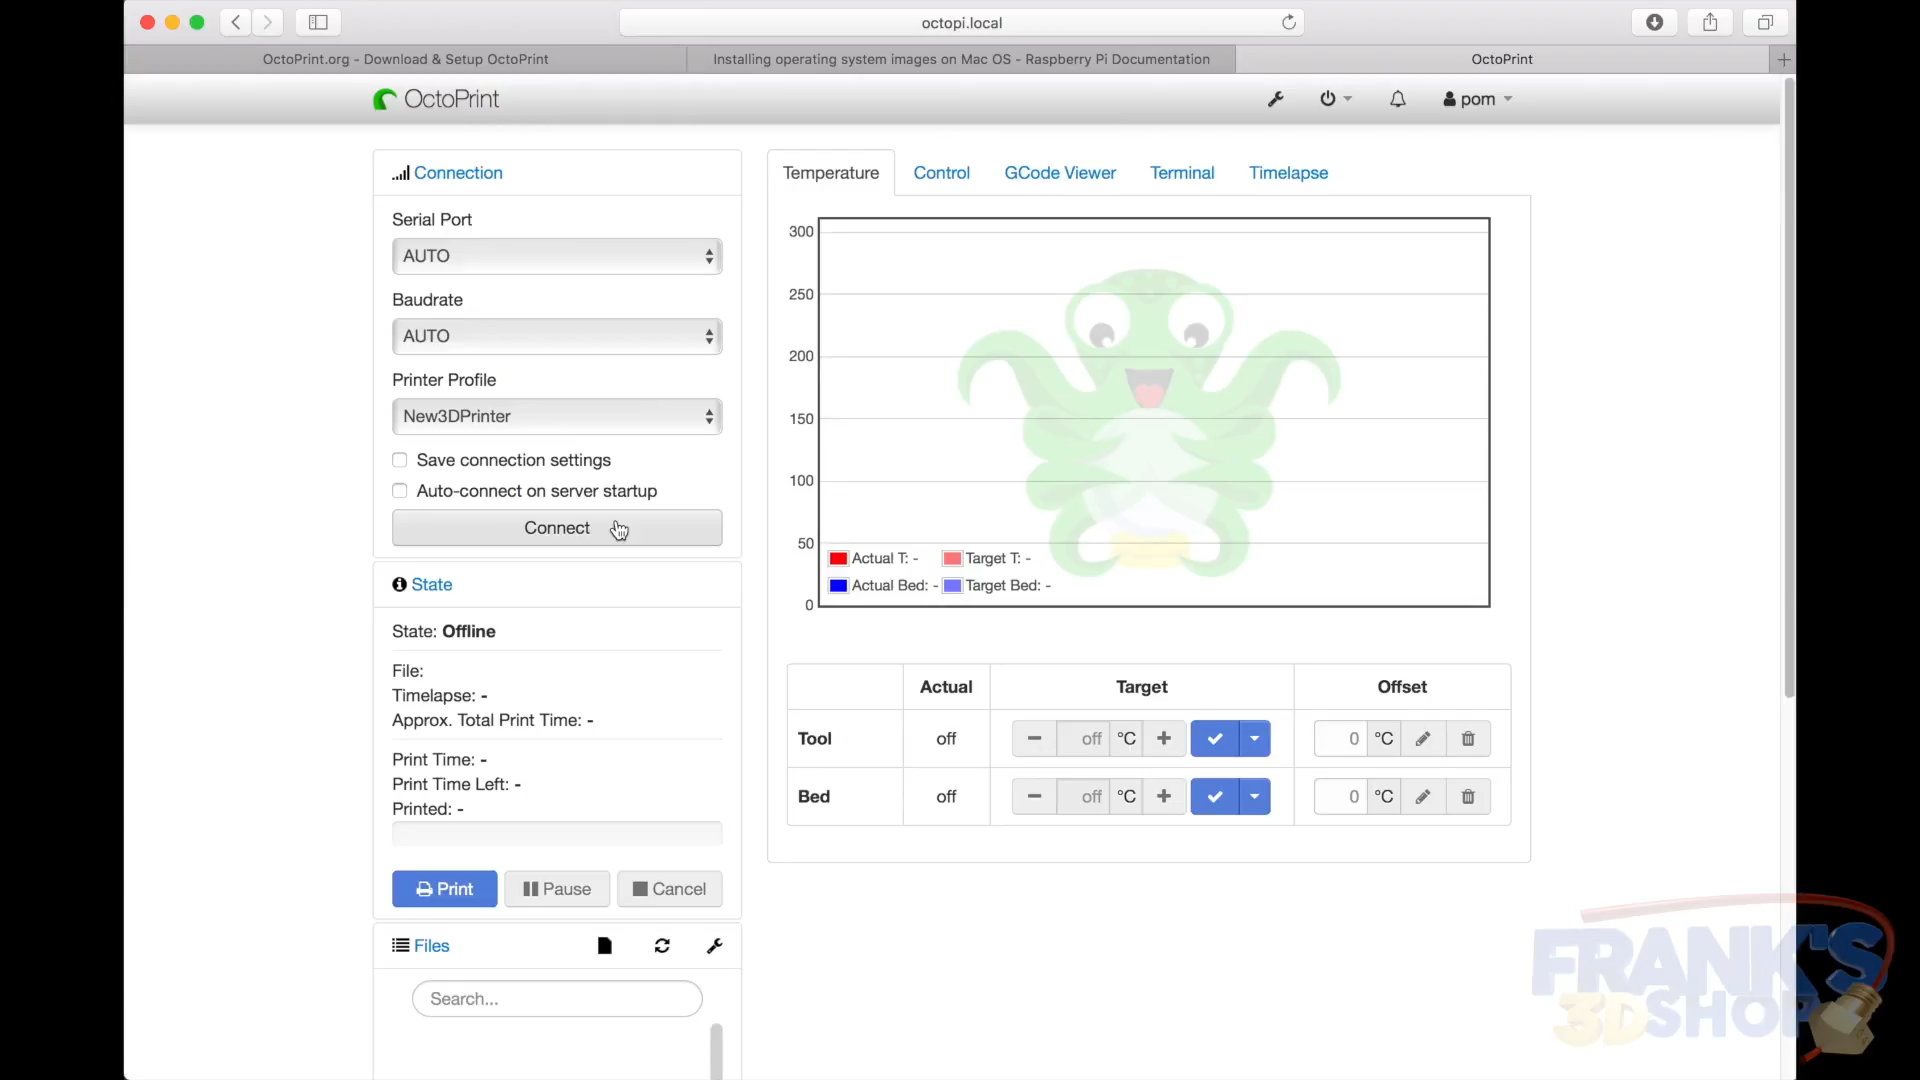 octopi.local
OctoPrint.org - Download & Setup OctoPrint
Installing operating system images on Mac OS - Raspberry Pi Documentation
OctoPrint
OctoPrint
pom
Connection
Serial Port
AUTO
Baudrate
AUTO
Printer Profile
New3DPrinter
Save connection settings
Auto-connect on server startup
Connect
State
State: Offline
File:
Timelapse: -
Approx. Total Print Time: -
Print Time: -
Print Time Left: -
Printed: -
Print Pause Cancel
Files
Search...
Temperature Control GCode Viewer Terminal Timelapse
300
250
200
150
100
50
0
Actual T: - Target T: -
Actual Bed: - Target Bed: -
Actual Target Offset
Tool off off °C 0 °C
Bed off off °C 0 °C
FRANK'S
3DSHOP